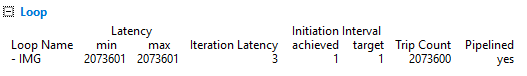 Loop
Latency Initiation Interval
Loop Name min max Iteration Latency achieved target Trip Count Pipelined
- IMG 2073601 2073601 3 1 1 2073600 yes